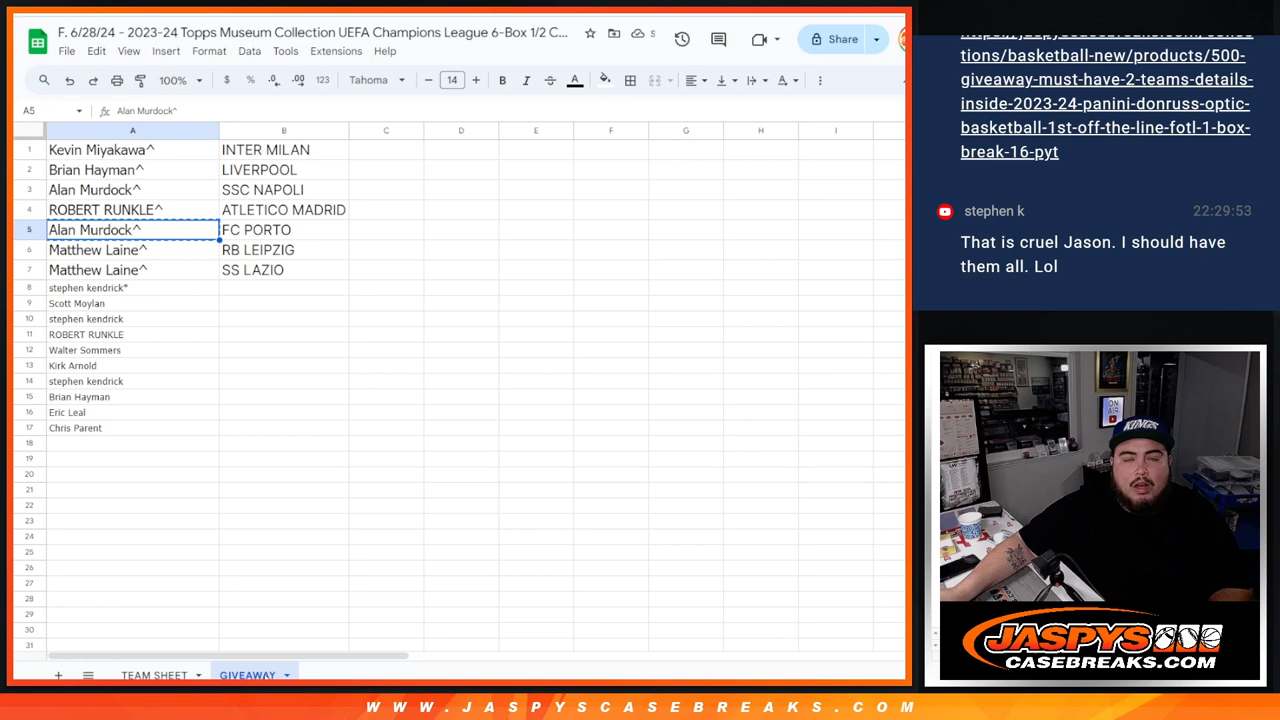 F. 6/28/24 - 2023-24 Topps Museum Collection UEFA Champions League 6-Box 1/2 C...
Share
File Edit View Insert Format Data Tools Extensions Help
100% $ % .0 .00 123 Tahoma 14 B I A
A5 fx Alan Murdock^
A B C D E F G H I
1 Kevin Miyakawa^ INTER MILAN
2 Brian Hayman^ LIVERPOOL
3 Alan Murdock^ SSC NAPOLI
4 ROBERT RUNKLE^ ATLETICO MADRID
5 Alan Murdock^ FC PORTO
6 Matthew Laine^ RB LEIPZIG
7 Matthew Laine^ SS LAZIO
8 stephen kendrick*
9 Scott Moylan
10 stephen kendrick
11 ROBERT RUNKLE
12 Walter Sommers
13 Kirk Arnold
14 stephen kendrick
15 Brian Hayman
16 Eric Leal
17 Chris Parent
18
19
20
21
22
23
24
25
26
27
28
29
30
31
TEAM SHEET GIVEAWAY
https://jaspyscasebreaks.com/collec
tions/basketball-new/products/500-
giveaway-must-have-2-teams-details-
inside-2023-24-panini-donruss-optic-
basketball-1st-off-the-line-fotl-1-box-
break-16-pyt
stephen k 22:29:53
That is cruel Jason. I should have
them all. Lol
ON
AIR
KINGS
JASPYS
CASEBREAKS.COM
WWW.JASPYSCASEBREAKS.COM